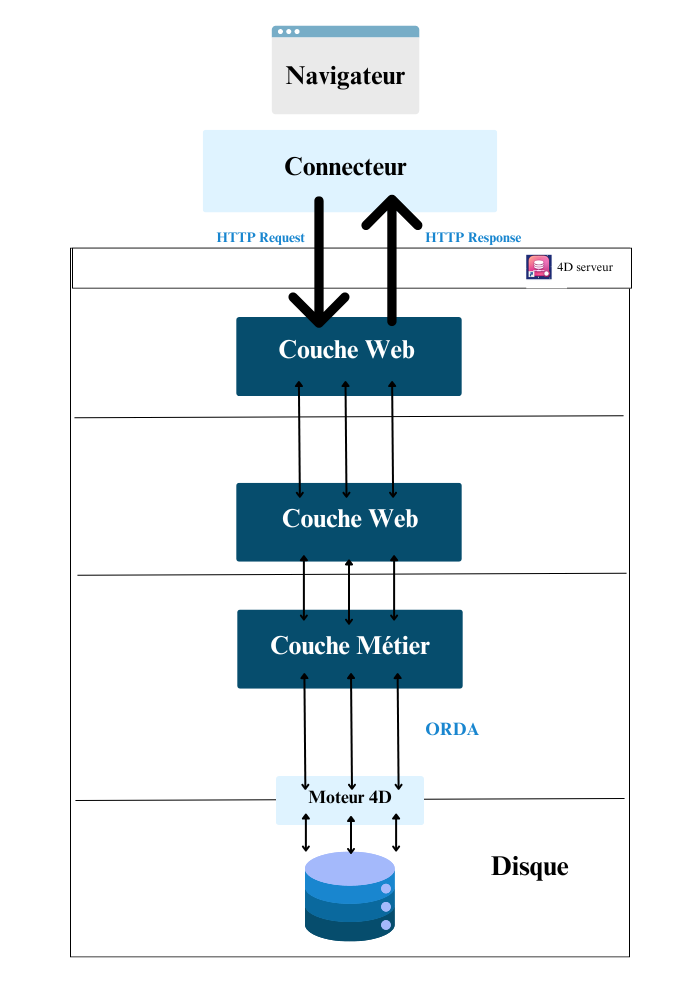 Navigateur
Connecteur
HTTP Request
HTTP Response
4D serveur
Couche Web
Couche Web
Couche Métier
ORDA
Moteur 4D
Disque